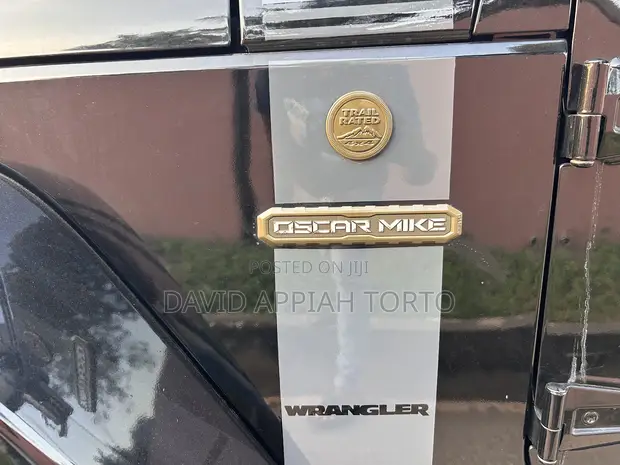 TRAIL
RATED
4x4
OSCAR MIKE
POSTED ON JIJI
DAVID APPIAH TORTO
WRANGLER